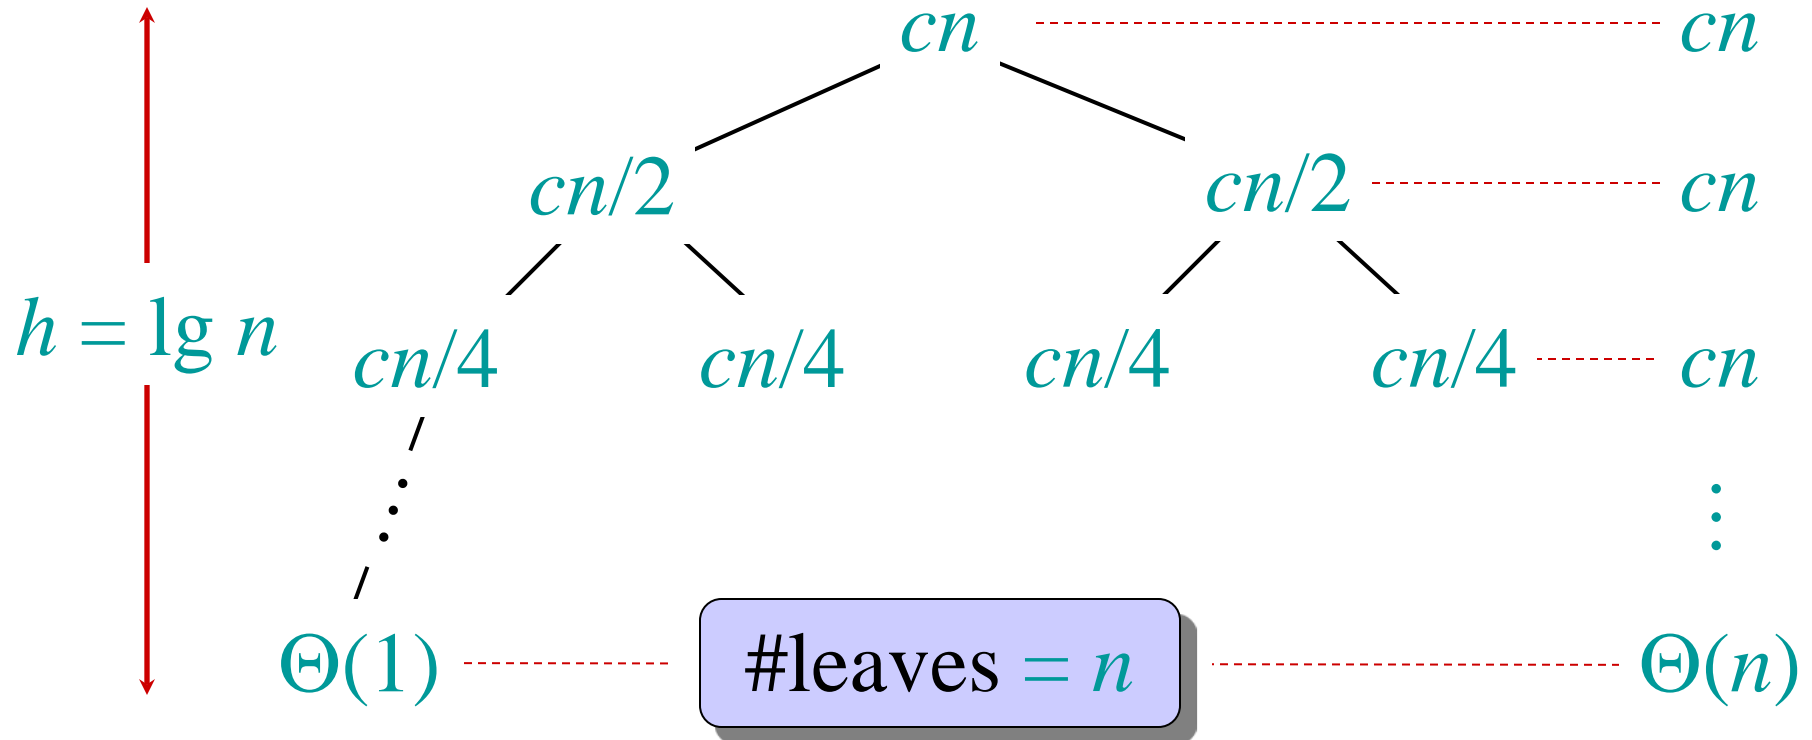 cn cn
cn/2 cn/2 cn
h = lg n cn/4 cn/4 cn/4 cn/4 cn
Θ(1) #leaves = n Θ(n)